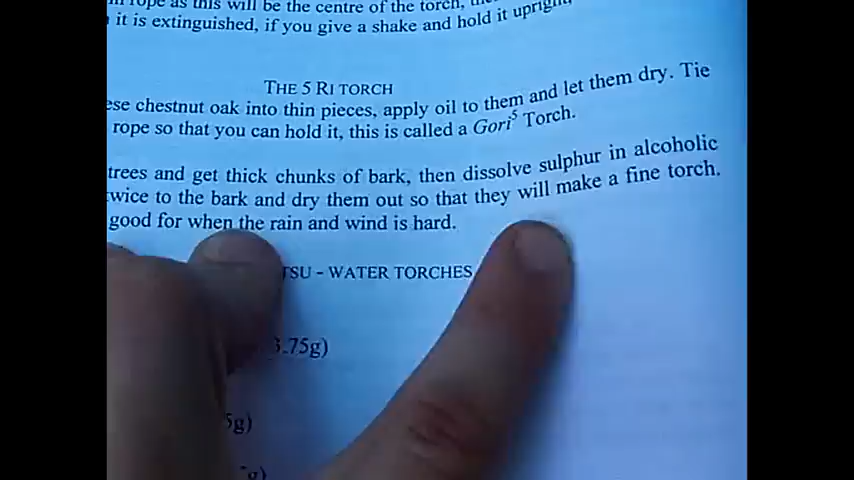 rope as this will be the centre of the torch,
it is extinguished, if you give a shake and hold it upright
THE 5 RI TORCH
chestnut oak into thin pieces, apply oil to them and let them dry. Tie
rope so that you can hold it, this is called a Gori⁵ Torch.
trees and get thick chunks of bark, then dissolve sulphur in alcoholic
to the bark and dry them out so that they will make a fine torch.
good for when the rain and wind is hard.
- WATER TORCHES
3.75g)